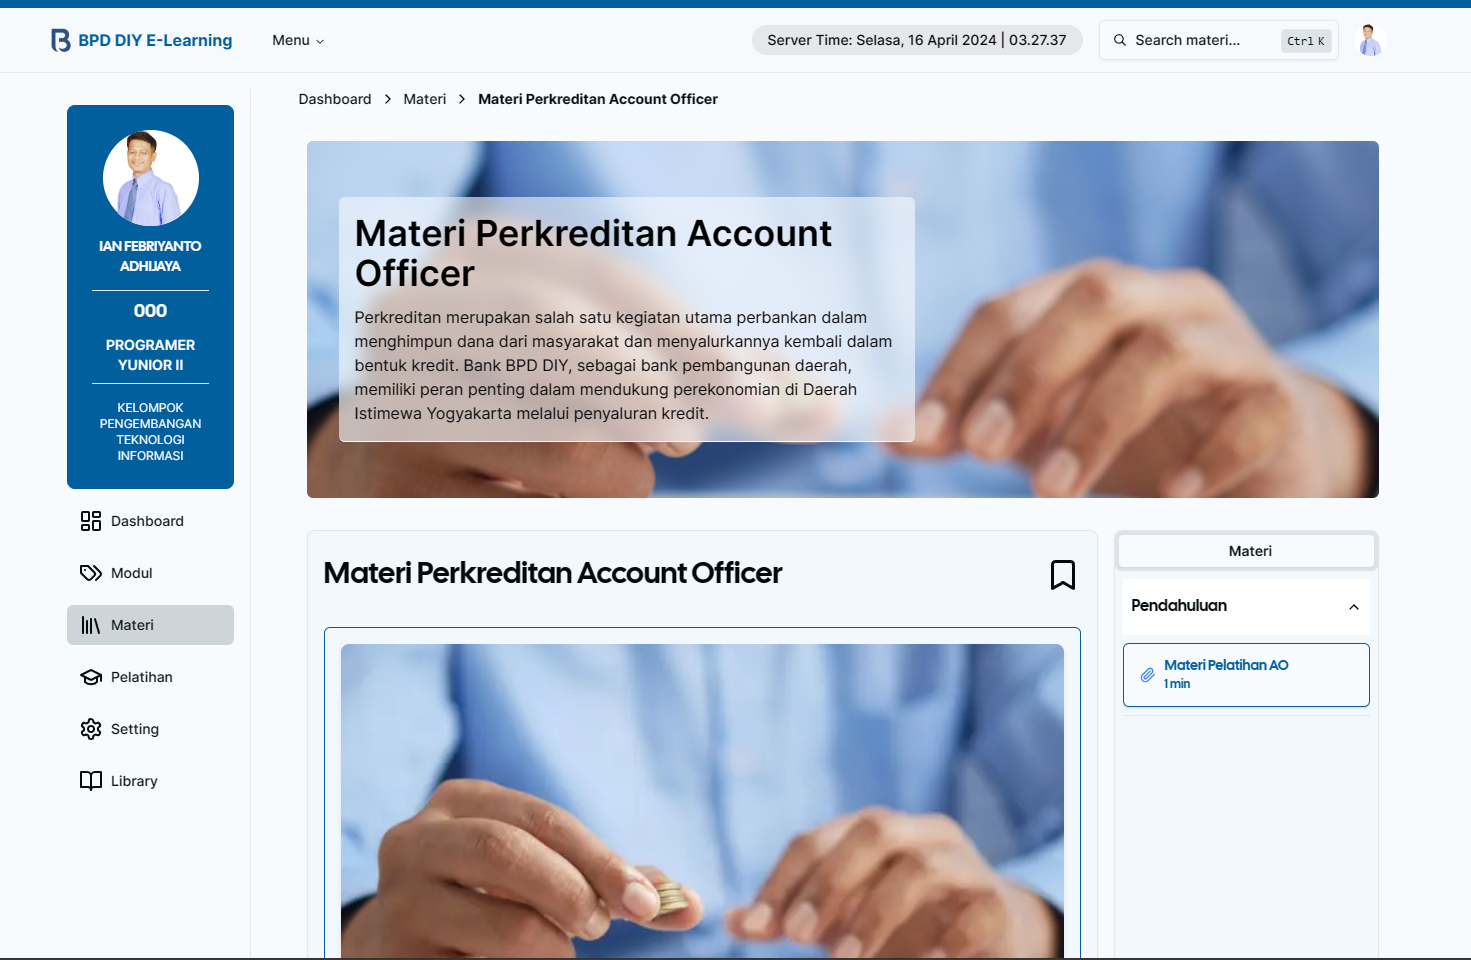 BPD DIY E-Learning
Menu
Server Time: Selasa, 16 April 2024 | 03.27.37
Search materi...
Ctrl K
Dashboard > Materi > Materi Perkreditan Account Officer
IAN FEBRIYANTO
ADHIJAYA
000
PROGRAMER
YUNIOR II
KELOMPOK
PENGEMBANGAN
TEKNOLOGI
INFORMASI
Dashboard
Modul
Materi
Pelatihan
Setting
Library
Materi Perkreditan Account
Officer
Perkreditan merupakan salah satu kegiatan utama perbankan dalam
menghimpun dana dari masyarakat dan menyalurkannya kembali dalam
bentuk kredit. Bank BPD DIY, sebagai bank pembangunan daerah,
memiliki peran penting dalam mendukung perekonomian di Daerah
Istimewa Yogyakarta melalui penyaluran kredit.
Materi Perkreditan Account Officer
Materi
Pendahuluan
Materi Pelatihan AO
1 min